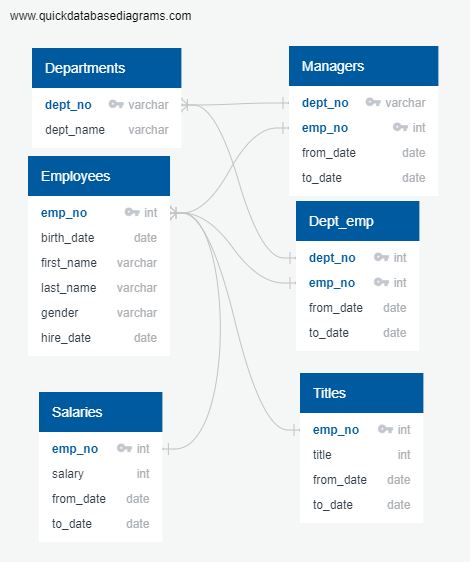 www.quickdatabasediagrams.com
Departments
dept_no varchar
dept_name varchar
Managers
dept_no varchar
emp_no int
from_date date
to_date date
Employees
emp_no int
birth_date date
first_name varchar
last_name varchar
gender varchar
hire_date date
Dept_emp
dept_no int
emp_no int
from_date date
to_date date
Salaries
emp_no int
salary int
from_date date
to_date date
Titles
emp_no int
title int
from_date date
to_date date